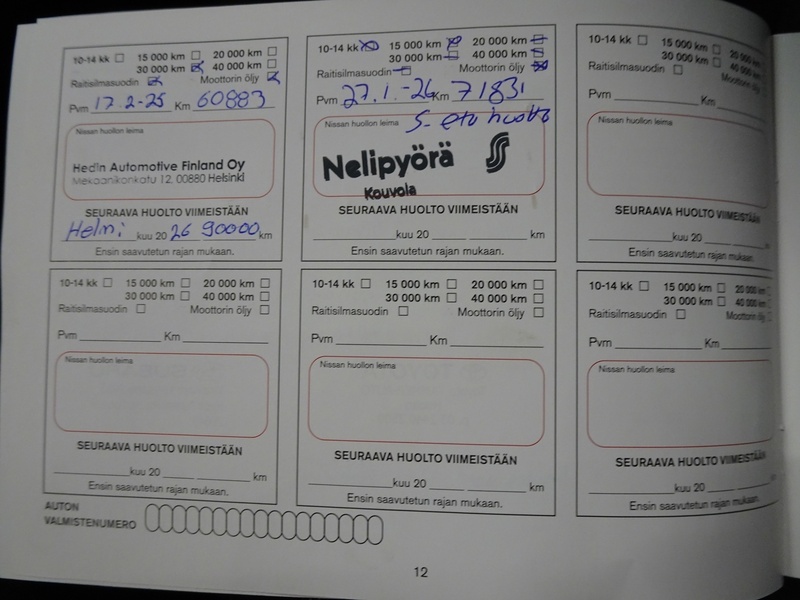 10-14 kk 15 000 km 20 000 km
30 000 km 40 000 km
Raitisilmasuodin Moottorin öljy
Pvm 17.2-25 Km 60883
Nissan huollon leima
Hedin Automotive Finland Oy
Mekaanikonkatu 12, 00880 Helsinki
SEURAAVA HUOLTO VIIMEISTÄÄN
Helmi kuu 20 26 90000 km
Ensin saavutetun rajan mukaan.
10-14 kk 15 000 km 20 000 km
30 000 km 40 000 km
Raitisilmasuodin Moottorin öljy
Pvm 27.1.-26 Km 71831
Nissan huollon leima S-etu huolto
Nelipyörä
Kouvola
SEURAAVA HUOLTO VIIMEISTÄÄN
kuu 20 km
Ensin saavutetun rajan mukaan.
10-14 kk 15 000 km 20 000
30 000 km 40 000 km
Raitisilmasuodin Moottorin öljy
Pvm Km
Nissan huollon leima
SEURAAVA HUOLTO VIIMEISTÄÄN
kuu 20
Ensin saavutetun rajan mukaan.
10-14 kk 15 000 km 20 000 km
30 000 km 40 000 km
Raitisilmasuodin Moottorin öljy
Pvm Km
Nissan huollon leima
SEURAAVA HUOLTO VIIMEISTÄÄN
kuu 20 km
Ensin saavutetun rajan mukaan.
10-14 kk 15 000 km 20 000 km
30 000 km 40 000 km
Raitisilmasuodin Moottorin öljy
Pvm Km
Nissan huollon leima
SEURAAVA HUOLTO VIIMEISTÄÄN
kuu 20 km
Ensin saavutetun rajan mukaan.
10-14 kk 15 000 km 20 000 km
30 000 km 40 000 km
Raitisilmasuodin Moottorin öljy
Pvm Km
Nissan huollon leima
SEURAAVA HUOLTO VIIMEISTÄÄN
kuu 20
Ensin saavutetun rajan mukaan.
AUTON
VALMISTENUMERO
12